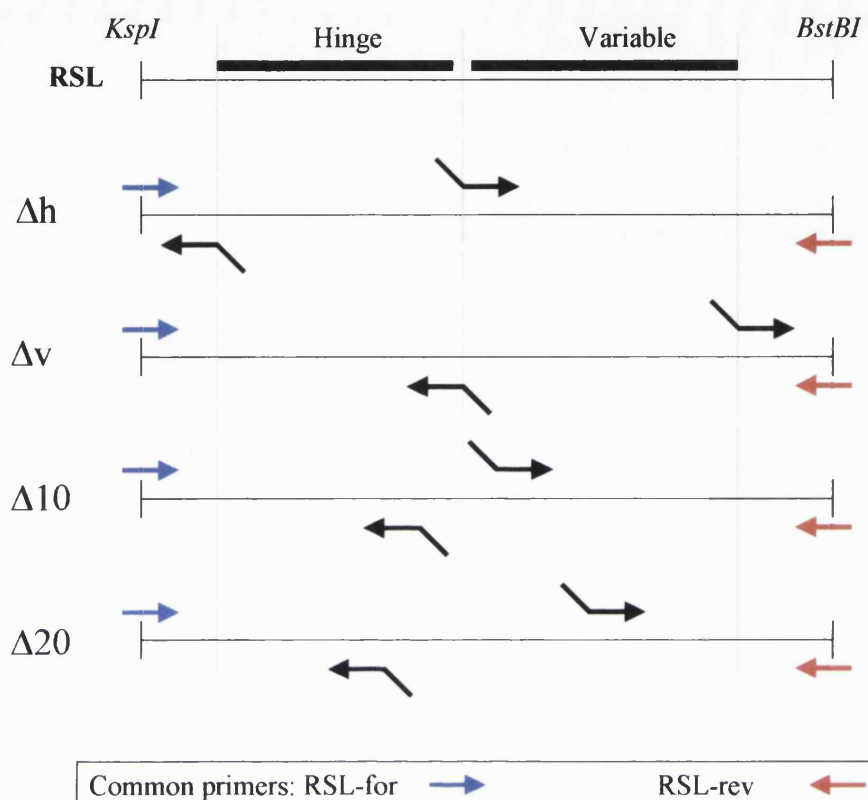 KspI Hinge Variable BstBI
RSL
Δh
Δv
Δ10
Δ20
Common primers: RSL-for RSL-rev